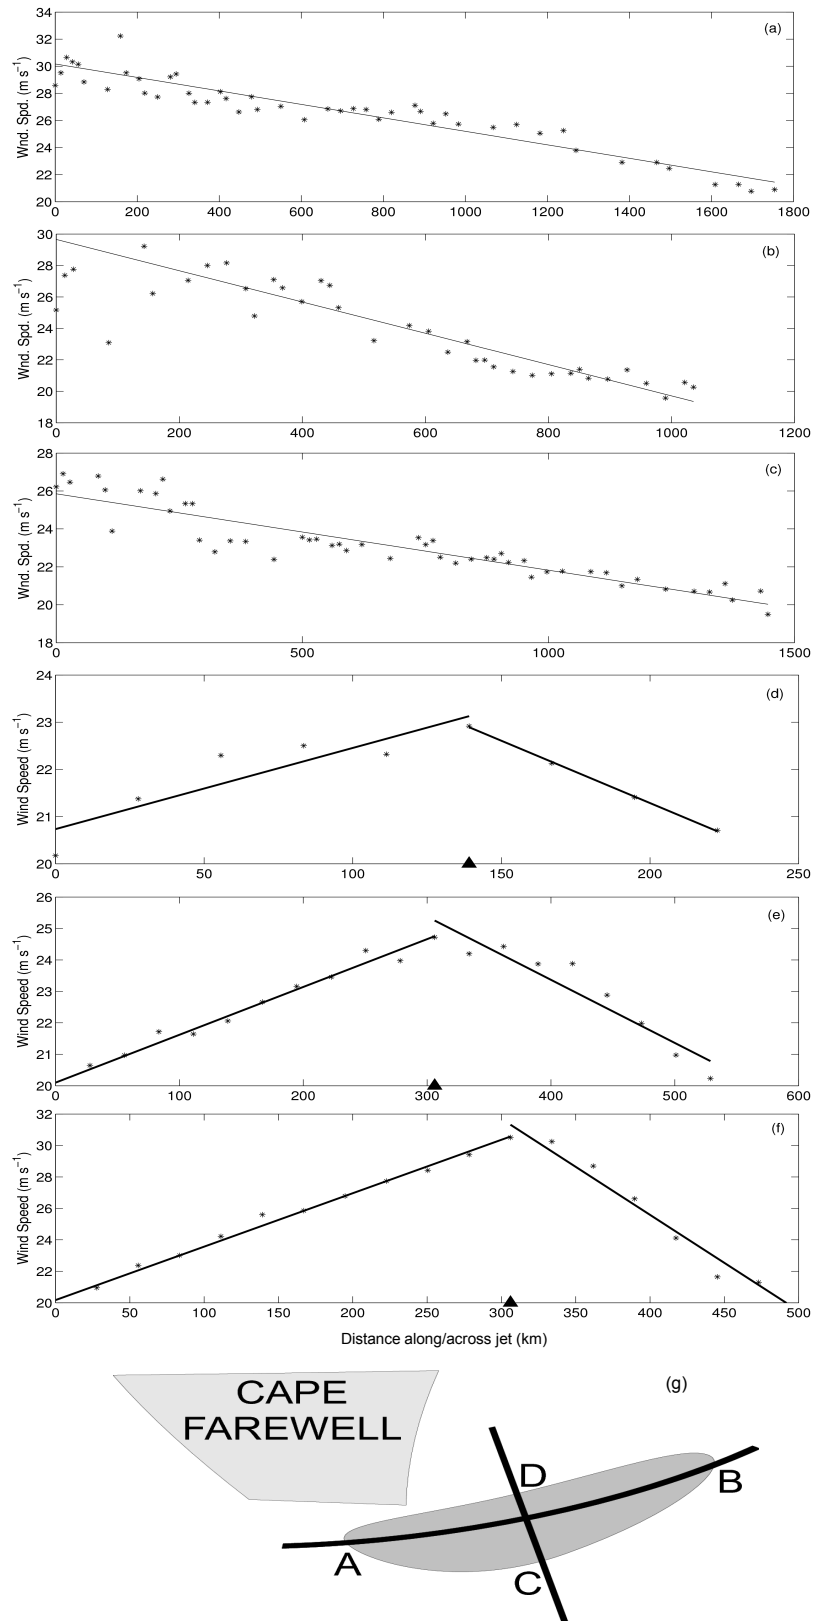 34
32
30
28
26
24
22
20
Wnd. Spd. (m s⁻¹)
(a)
0 200 400 600 800 1000 1200 1400 1600 1800
30
28
26
24
22
20
18
Wnd. Spd. (m s⁻¹)
(b)
0 200 400 600 800 1000 1200
28
26
24
22
20
18
Wnd. Spd. (m s⁻¹)
(c)
0 500 1000 1500
24
23
22
21
20
Wind Speed (m s⁻¹)
(d)
0 50 100 150 200 250
26
25
24
23
22
21
20
Wind Speed (m s⁻¹)
(e)
0 100 200 300 400 500 600
32
30
28
26
24
22
20
Wind Speed (m s⁻¹)
(f)
0 50 100 150 200 250 300 350 400 450 500
Distance along/across jet (km)
(g)
CAPE
FAREWELL
D
B
A
C